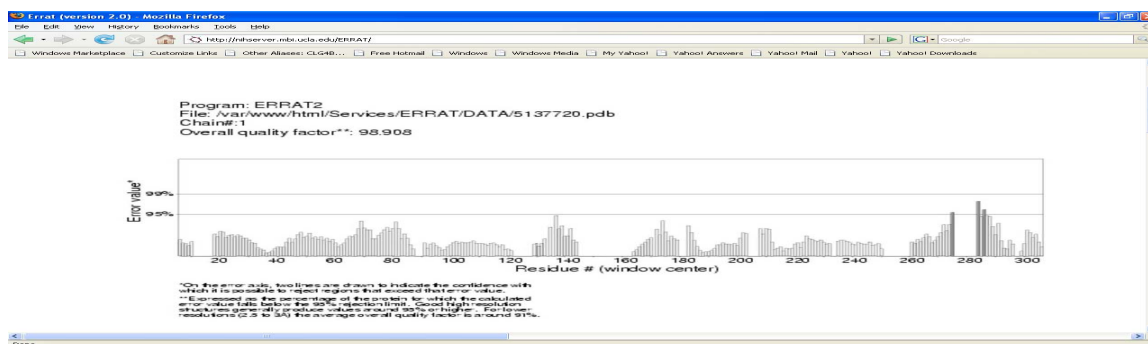 Errat (version 2.0) - Mozilla Firefox
File Edit View History Bookmarks Tools Help
http://nihserver.mbi.ucla.edu/ERRAT/ Google
Windows Marketplace Customize Links Other Aliases: CLG4B... Free Hotmail Windows Windows Media My Yahoo! Yahoo! Answers Yahoo! Mail Yahoo! Yahoo! Downloads
Program: ERRAT2
File: /var/www/html/Services/ERRAT/DATA/5137720.pdb
Chain#:1
Overall quality factor**: 98.908
Error value*
99%
95%
20 40 60 80 100 120 140 160 180 200 220 240 260 280 300
Residue # (window center)
*On the error axis, two lines are drawn to indicate the confidence with
which it is possible to reject regions that exceed that error value.
**Expressed as the percentage of the protein for which the calculated
error value falls below the 95% rejection limit. Good high resolution
structures generally produce values around 95% or higher. For lower
resolutions (2.5 to 3A) the average overall quality factor is around 91%.
Done